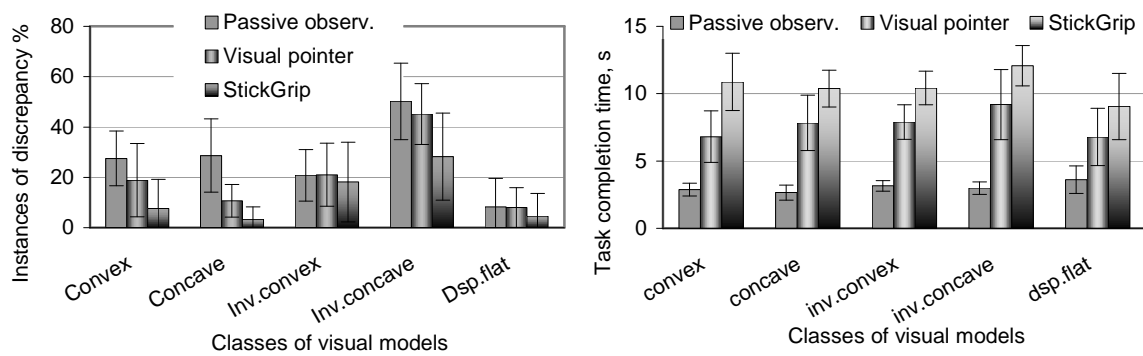 Instances of discrepancy %
80
60
40
20
0
Passive observ.
Visual pointer
StickGrip
Convex
Concave
Inv.convex
Inv.concave
Dsp.flat
Classes of visual models
Task completion time, s
15
10
5
0
Passive observ. Visual pointer StickGrip
convex
concave
inv.convex
inv.concave
dsp.flat
Classes of visual models